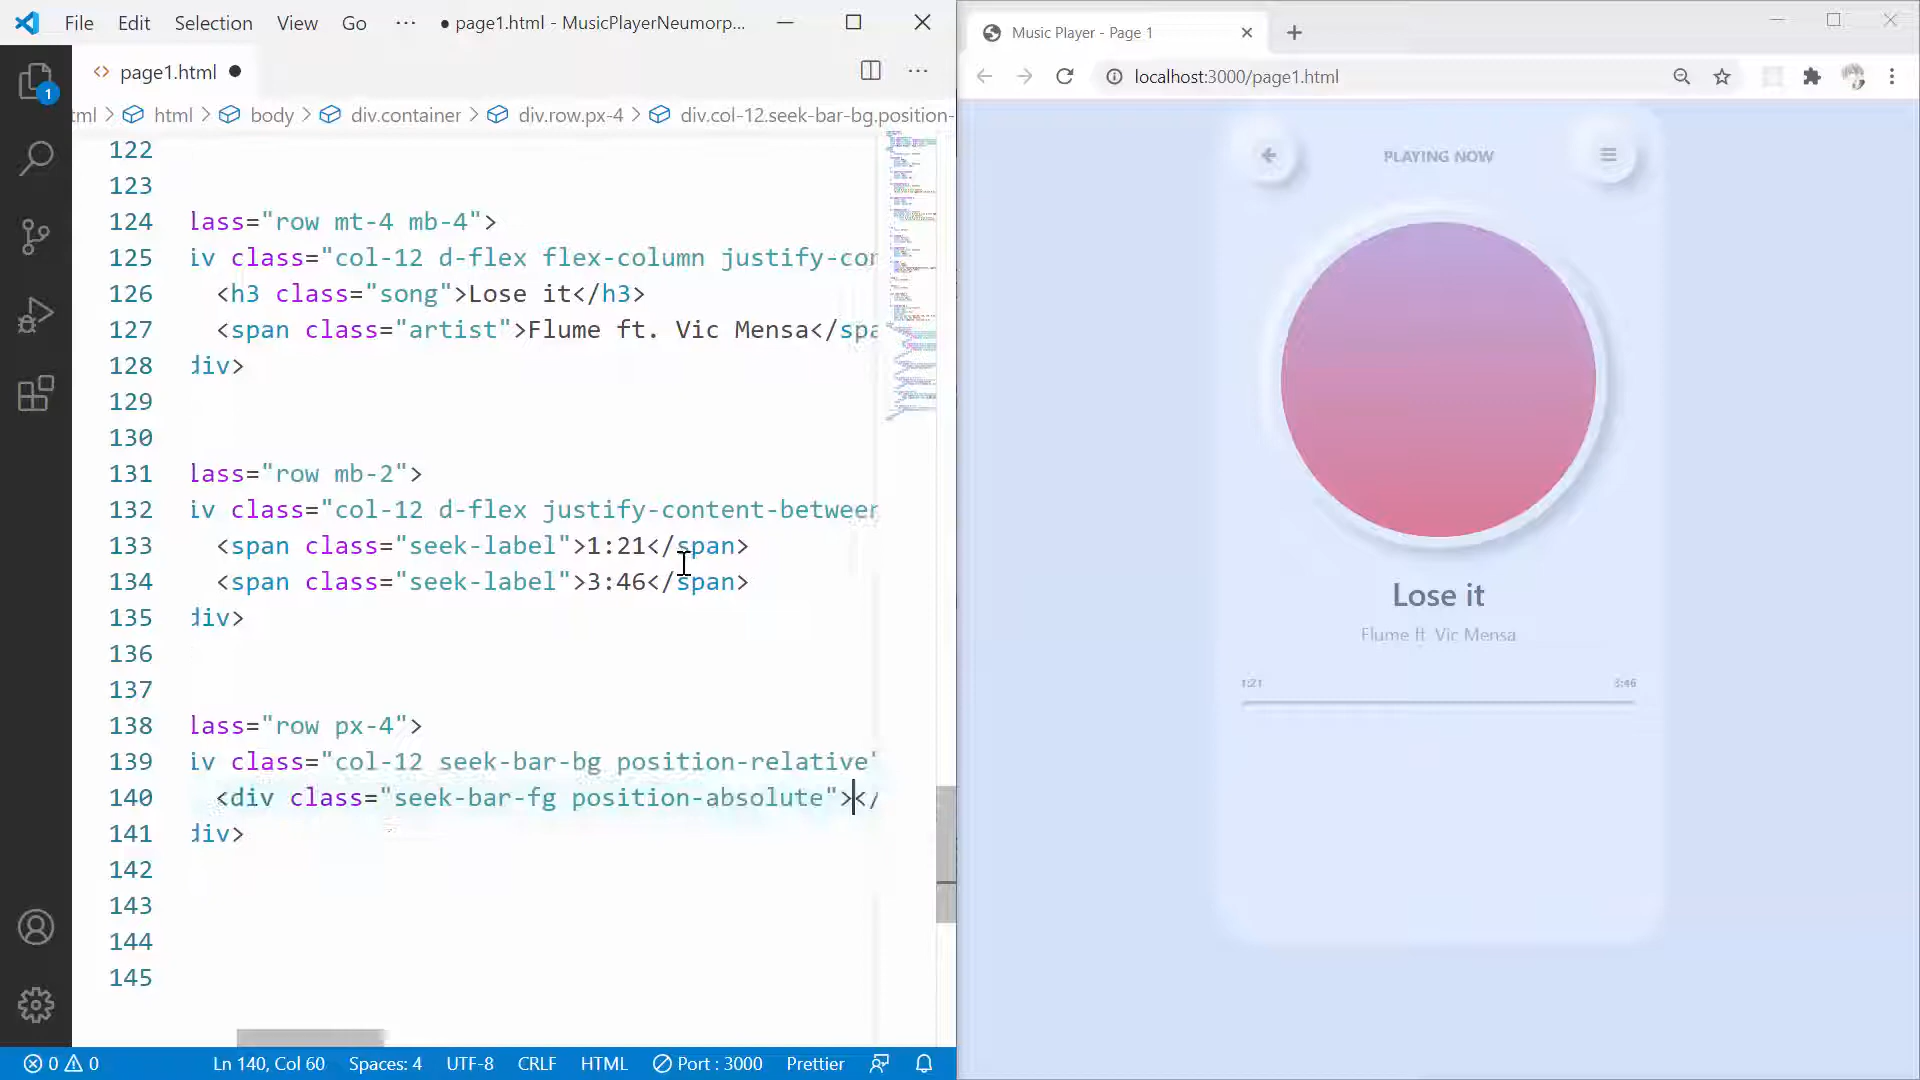 File Edit Selection View Go ··· ● page1.html - MusicPlayerNeumorp...
page1.html ●
1
tml > html > body > div.container > div.row.px-4 > div.col-12.seek-bar-bg.position-
122
123
124 lass="row mt-4 mb-4">
125 iv class="col-12 d-flex flex-column justify-con
126 <h3 class="song">Lose it</h3>
127 <span class="artist">Flume ft. Vic Mensa</spa
128 div>
129
130
131 lass="row mb-2">
132 iv class="col-12 d-flex justify-content-between
133 <span class="seek-label">1:21</span>
134 <span class="seek-label">3:46</span>
135 div>
136
137
138 lass="row px-4">
139 iv class="col-12 seek-bar-bg position-relative"
140 <div class="seek-bar-fg position-absolute"></
141 div>
142
143
144
145
0 0 Ln 140, Col 60 Spaces: 4 UTF-8 CRLF HTML Port : 3000 Prettier
Music Player - Page 1
localhost:3000/page1.html
PLAYING NOW
Lose it
Flume ft. Vic Mensa
1:21 3:46